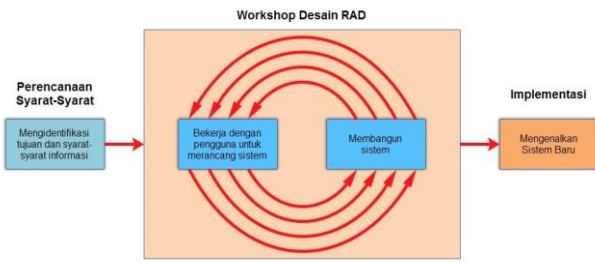 Workshop Desain RAD
Perencanaan
Syarat-Syarat
Mengidentifikasi
tujuan dan syarat-
syarat informasi
Bekerja dengan
pengguna untuk
merancang sistem
Membangun
sistem
Implementasi
Mengenalkan
Sistem Baru